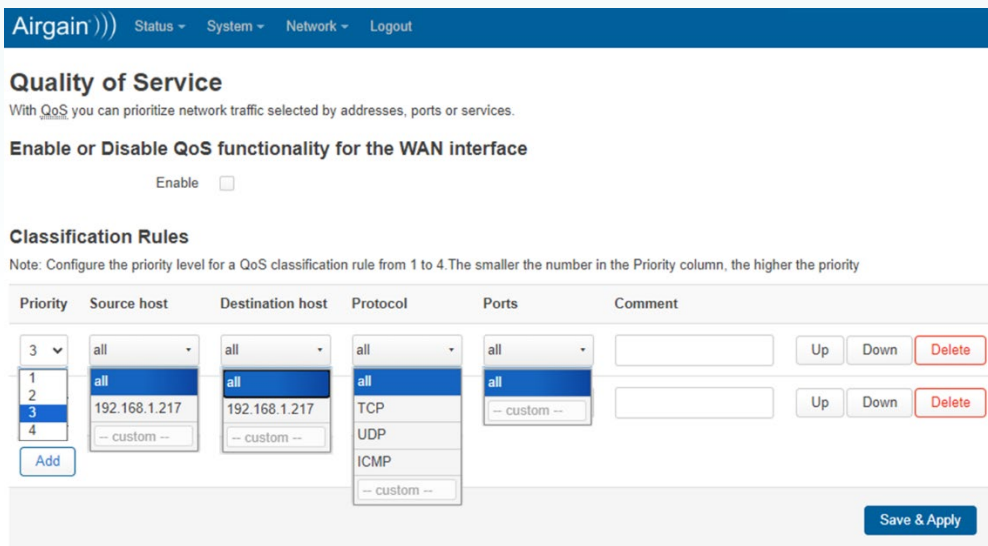 Airgain))) Status System Network Logout
Quality of Service
With QoS you can prioritize network traffic selected by addresses, ports or services.
Enable or Disable QoS functionality for the WAN interface
Enable
Classification Rules
Note: Configure the priority level for a QoS classification rule from 1 to 4.The smaller the number in the Priority column, the higher the priority
Priority Source host Destination host Protocol Ports Comment
3 all all all all Up Down Delete
1 all all all all
2 192.168.1.217 192.168.1.217 TCP -- custom -- Up Down Delete
3 -- custom -- -- custom -- UDP
4 ICMP
Add -- custom --
Save & Apply